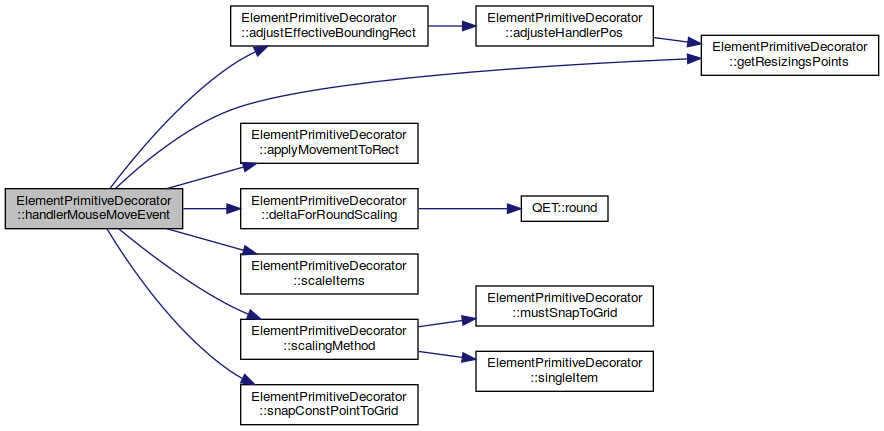 ElementPrimitiveDecorator
::handlerMouseMoveEvent
ElementPrimitiveDecorator
::adjustEffectiveBoundingRect
ElementPrimitiveDecorator
::adjusteHandlerPos
ElementPrimitiveDecorator
::getResizingsPoints
ElementPrimitiveDecorator
::applyMovementToRect
ElementPrimitiveDecorator
::deltaForRoundScaling
QET::round
ElementPrimitiveDecorator
::scaleItems
ElementPrimitiveDecorator
::scalingMethod
ElementPrimitiveDecorator
::mustSnapToGrid
ElementPrimitiveDecorator
::singleItem
ElementPrimitiveDecorator
::snapConstPointToGrid